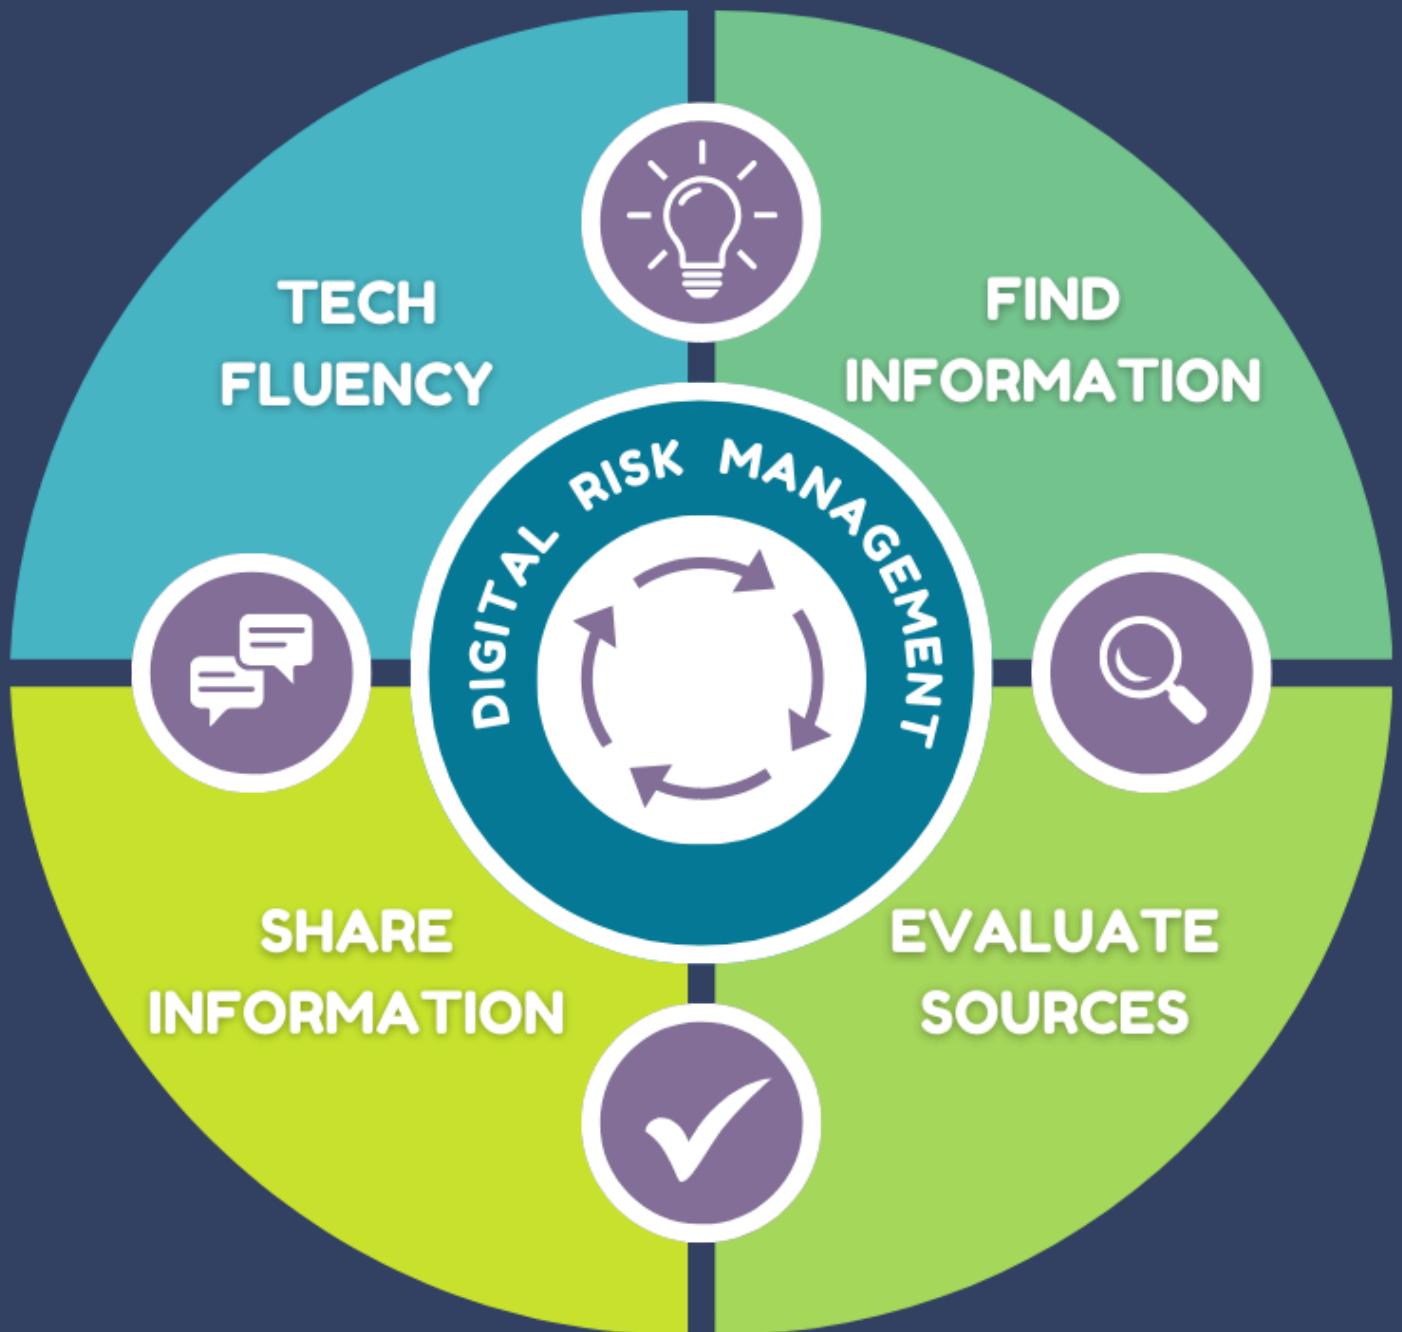 TECH
FLUENCY
FIND
INFORMATION
DIGITAL RISK MANAGEMENT
SHARE
INFORMATION
EVALUATE
SOURCES